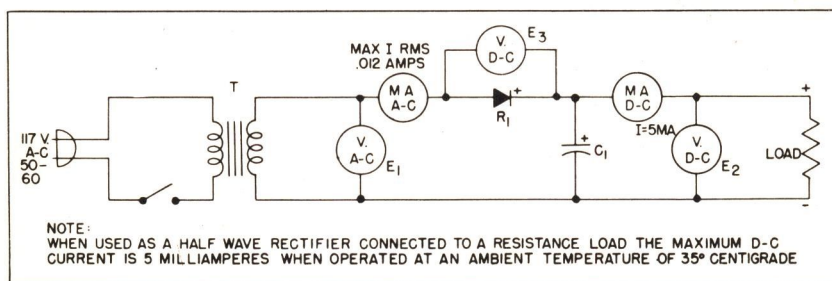 117 V.
A-C
50-
60
T
MAX I RMS
.012 AMPS
M A
A-C
V.
A-C
E1
V.
D-C
E3
+
R1
+
C1
M A
D-C
I=5MA
V.
D-C
E2
+
LOAD
-
NOTE:
WHEN USED AS A HALF WAVE RECTIFIER CONNECTED TO A RESISTANCE LOAD THE MAXIMUM D-C
CURRENT IS 5 MILLIAMPERES WHEN OPERATED AT AN AMBIENT TEMPERATURE OF 35° CENTIGRADE